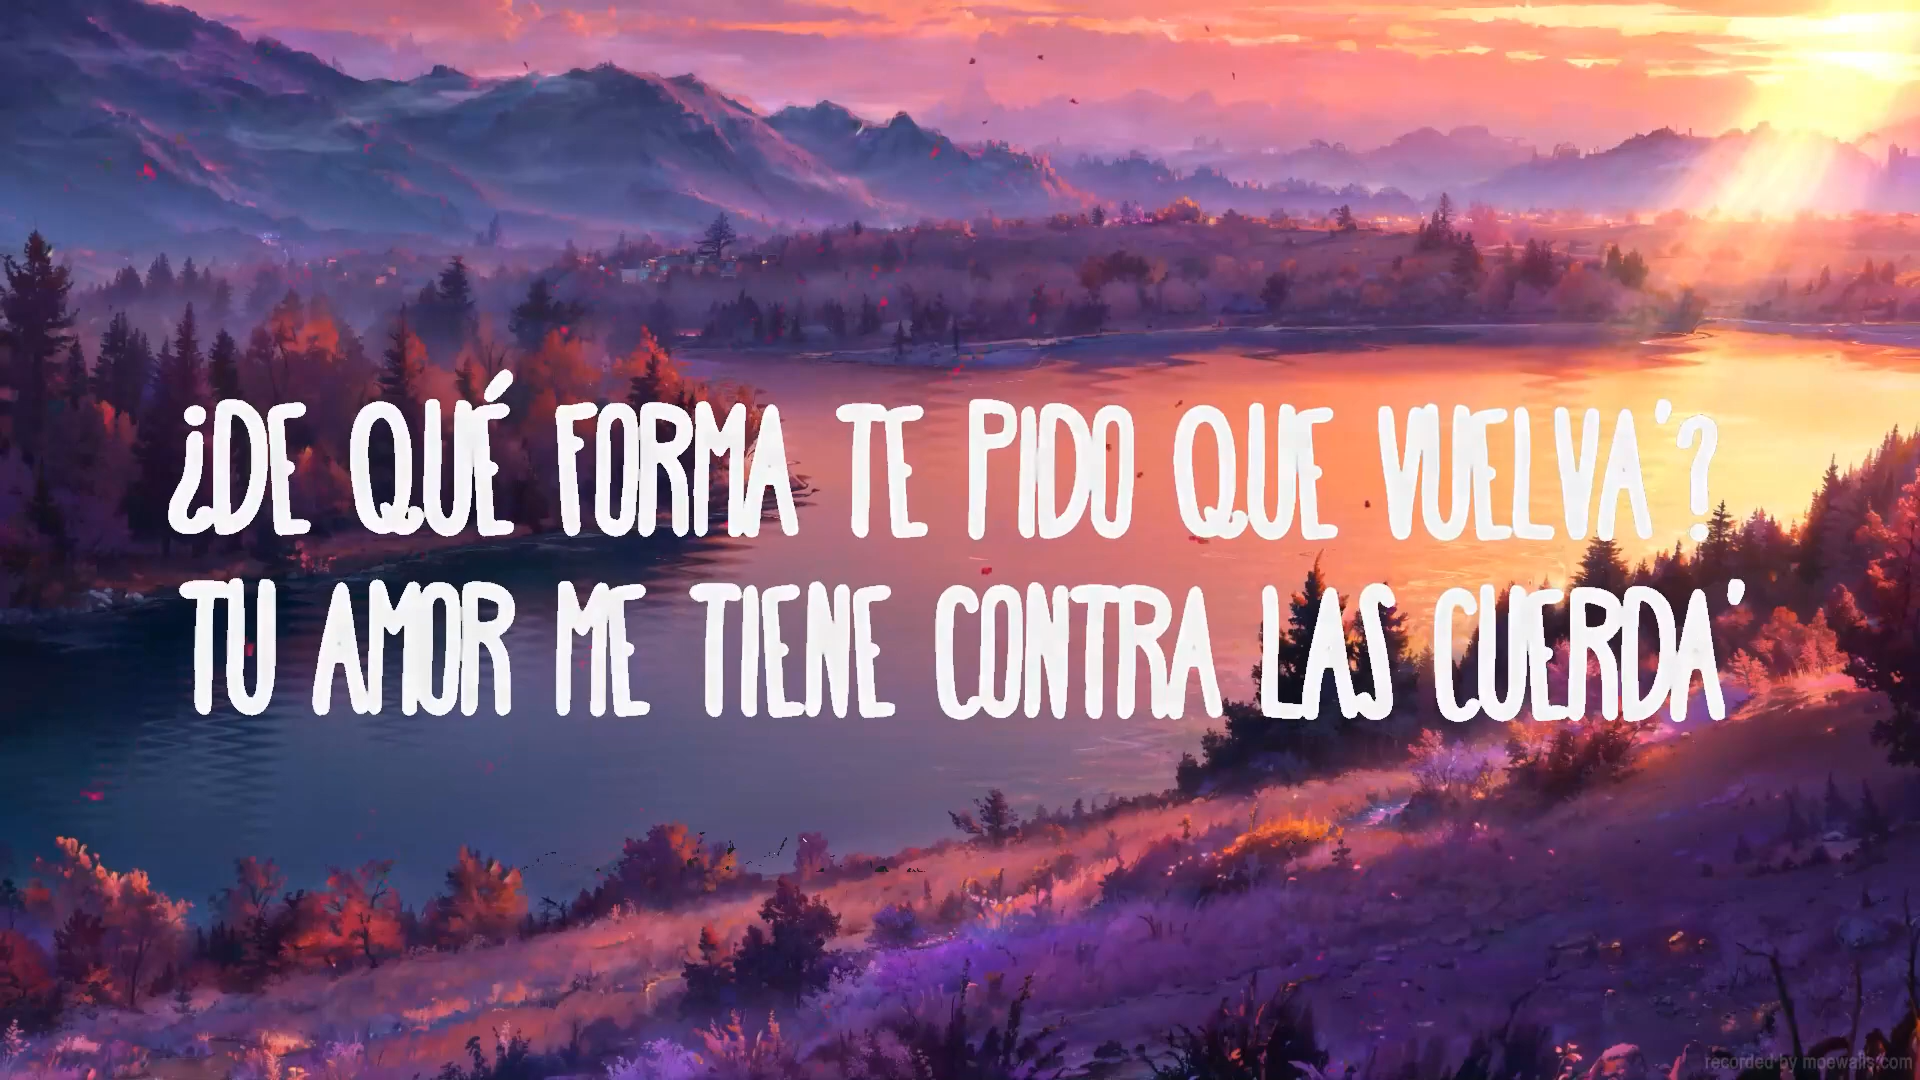 ¿DE QUÉ FORMA TE PIDO QUE VUELVA'?
TU AMOR ME TIENE CONTRA LAS CUERDA'
recorded by moewalls.com